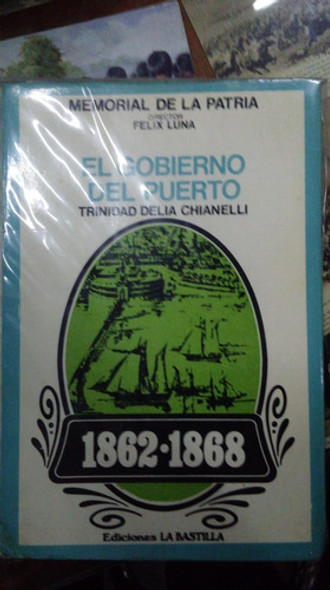 MEMORIAL DE LA PATRIA
DIRECTOR
FELIX LUNA
EL GOBIERNO
DEL PUERTO
TRINIDAD DELIA CHIANELLI
1862·1868
Ediciones LA BASTILLA